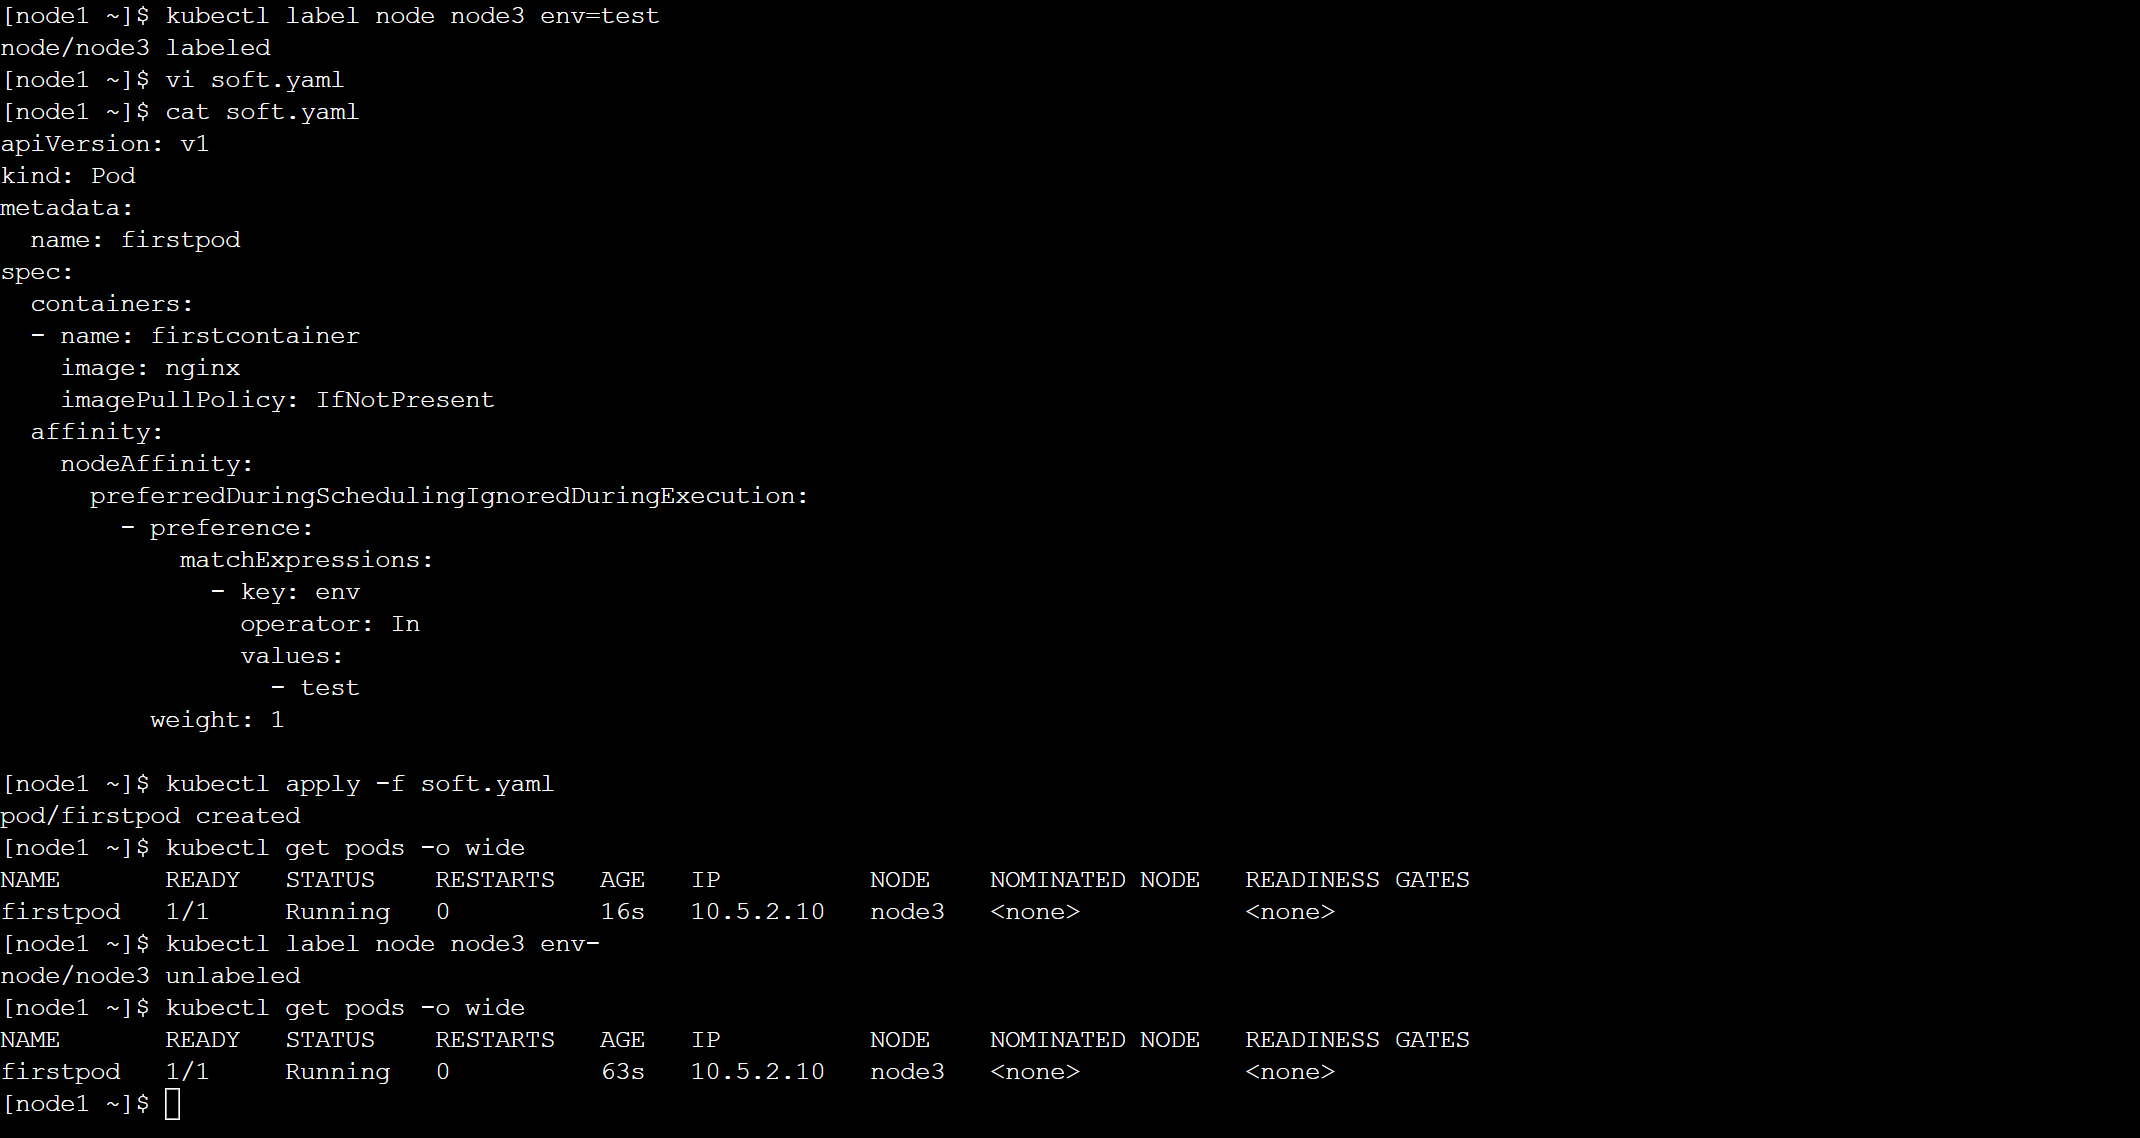 [node1 ~]$ kubectl label node node3 env=test
node/node3 labeled
[node1 ~]$ vi soft.yaml
[node1 ~]$ cat soft.yaml
apiVersion: v1
kind: Pod
metadata:
  name: firstpod
spec:
  containers:
  - name: firstcontainer
    image: nginx
    imagePullPolicy: IfNotPresent
  affinity:
    nodeAffinity:
      preferredDuringSchedulingIgnoredDuringExecution:
        - preference:
            matchExpressions:
              - key: env
                operator: In
                values:
                  - test
          weight: 1

[node1 ~]$ kubectl apply -f soft.yaml
pod/firstpod created
[node1 ~]$ kubectl get pods -o wide
NAME       READY   STATUS    RESTARTS   AGE   IP          NODE    NOMINATED NODE   READINESS GATES
firstpod   1/1     Running   0          16s   10.5.2.10   node3   <none>           <none>
[node1 ~]$ kubectl label node node3 env-
node/node3 unlabeled
[node1 ~]$ kubectl get pods -o wide
NAME       READY   STATUS    RESTARTS   AGE   IP          NODE    NOMINATED NODE   READINESS GATES
firstpod   1/1     Running   0          63s   10.5.2.10   node3   <none>           <none>
[node1 ~]$